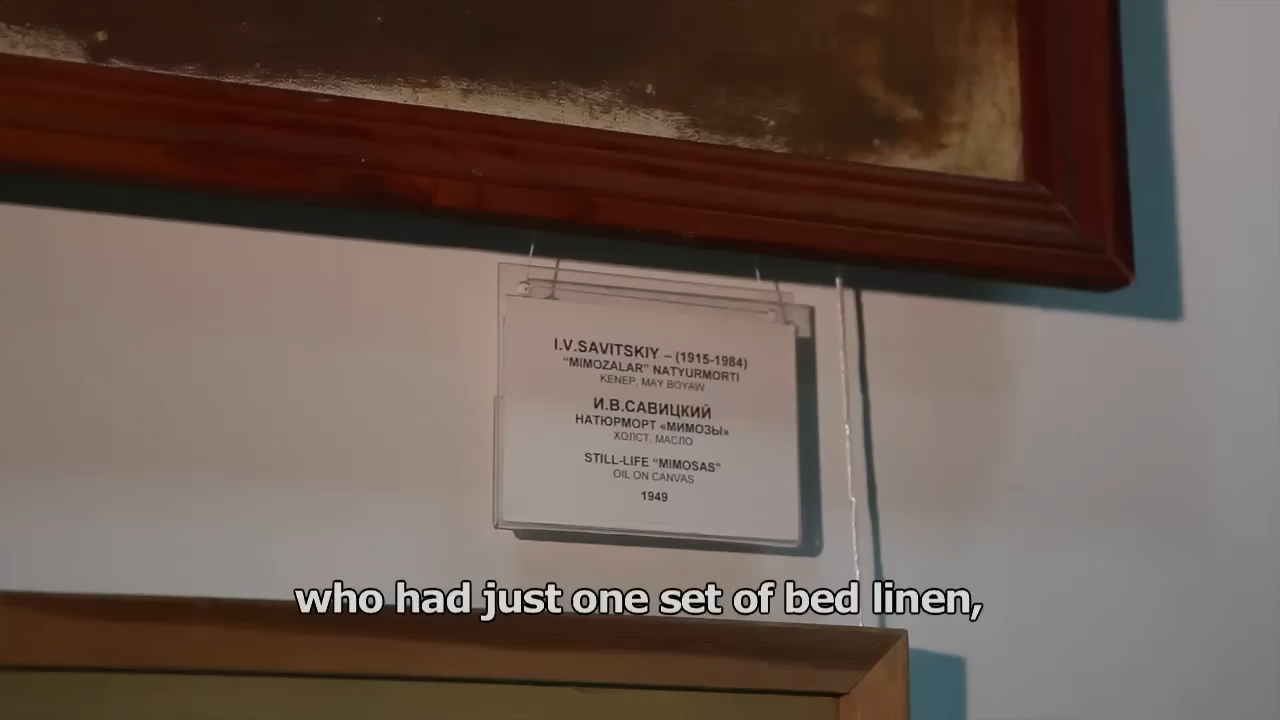 I.V.SAVITSKIY – (1915-1984)
“MIMOZALAR” NATYURMORTI
KENEP, MAY BOYAW
И.В.САВИЦКИЙ
НАТЮРМОРТ «МИМОЗЫ»
ХОЛСТ, МАСЛО
STILL-LIFE “MIMOSAS”
OIL ON CANVAS
1949
who had just one set of bed linen,